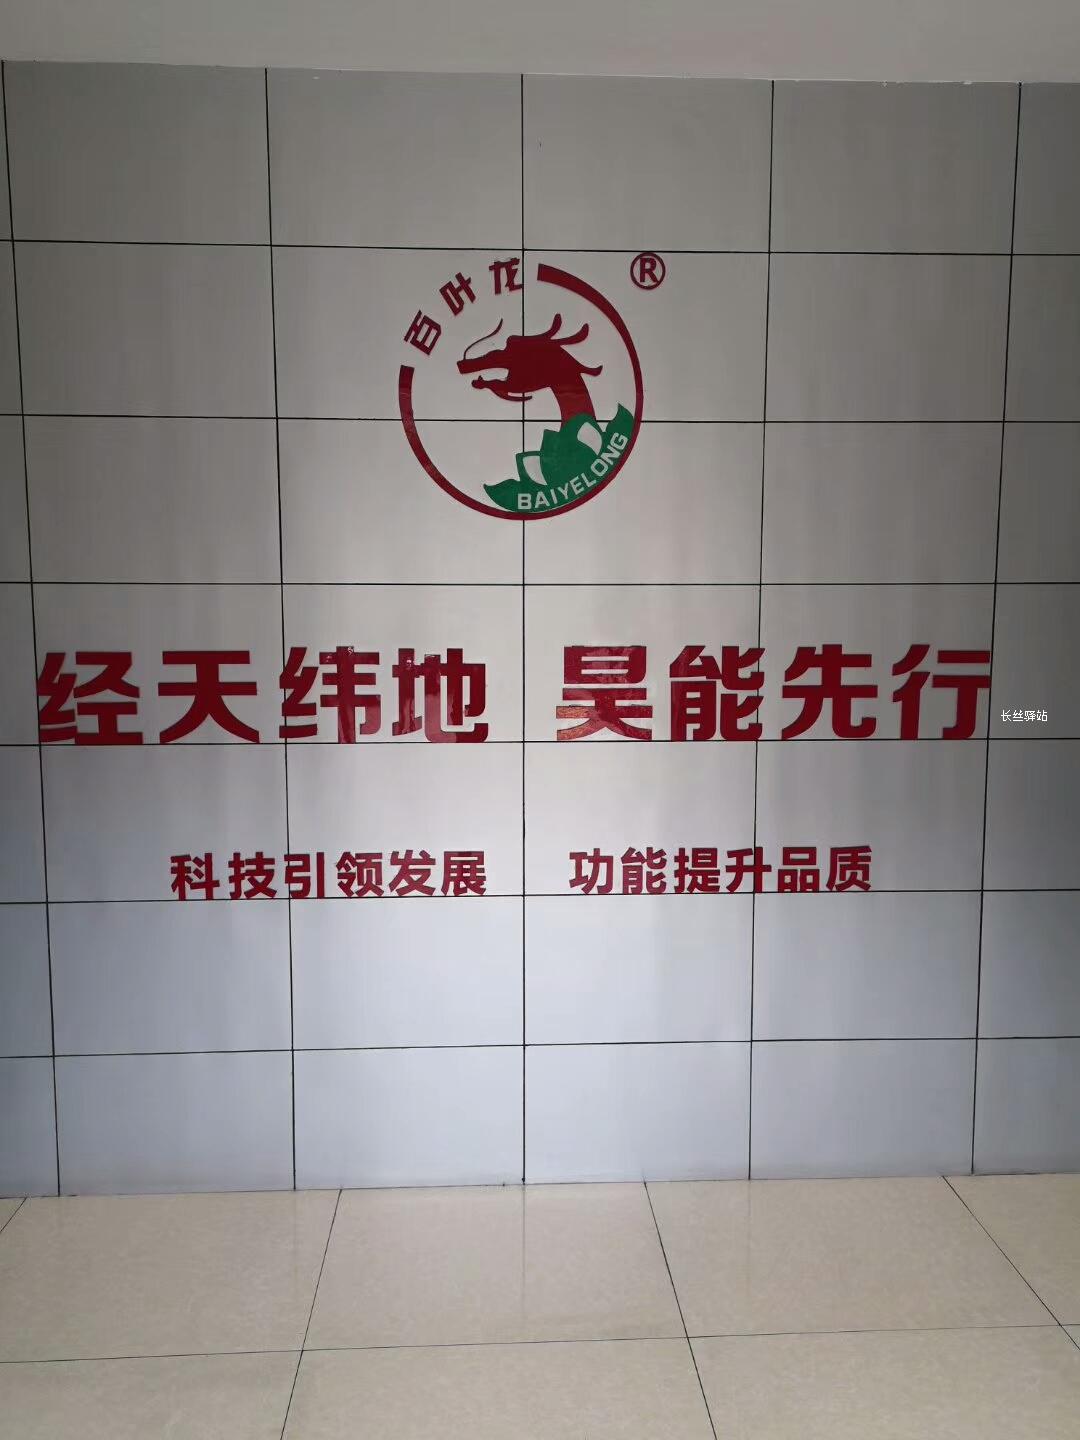 百叶龙
®
BAIYELONG
经天纬地 昊能先行
长丝驿站
科技引领发展 功能提升品质